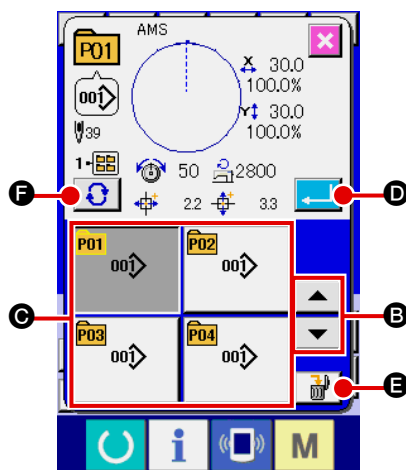 AMS
P01
X 30.0
100.0%
001
Y 30.0
100.0%
39
1-
50 2800
F
D
2.2 3.3
P01 P02
001 001
C
B
P03 P04
001 001
E
i M